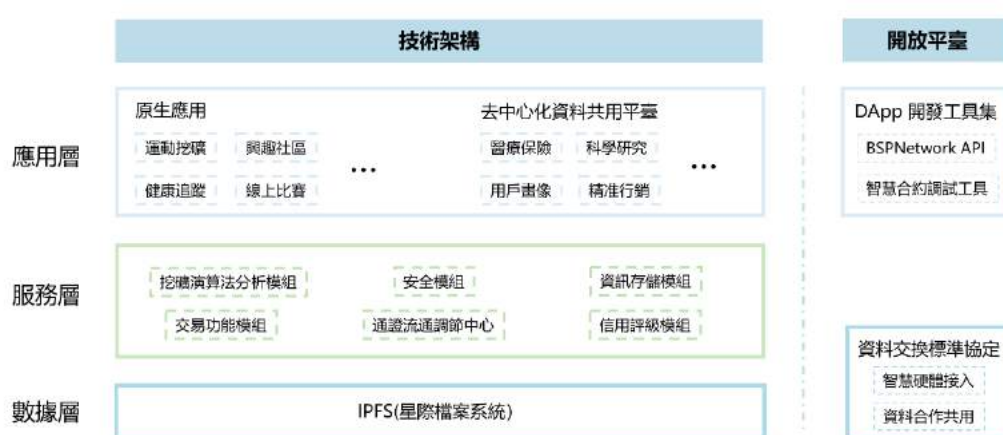 技術架構
開放平臺
應用層
原生應用
運動挖礦 興趣社區
健康追蹤 線上比賽
...
去中心化資料共用平臺
醫療保險 科學研究
用戶畫像 精准行銷
...
DApp 開發工具集
BSPNetwork API
智慧合約調試工具
服務層
挖礦演算法分析模組 安全模組 資訊存儲模組
交易功能模組 通證流通調節中心 信用評級模組
數據層
IPFS(星際檔案系統)
資料交換標準協定
智慧硬體接入
資料合作共用